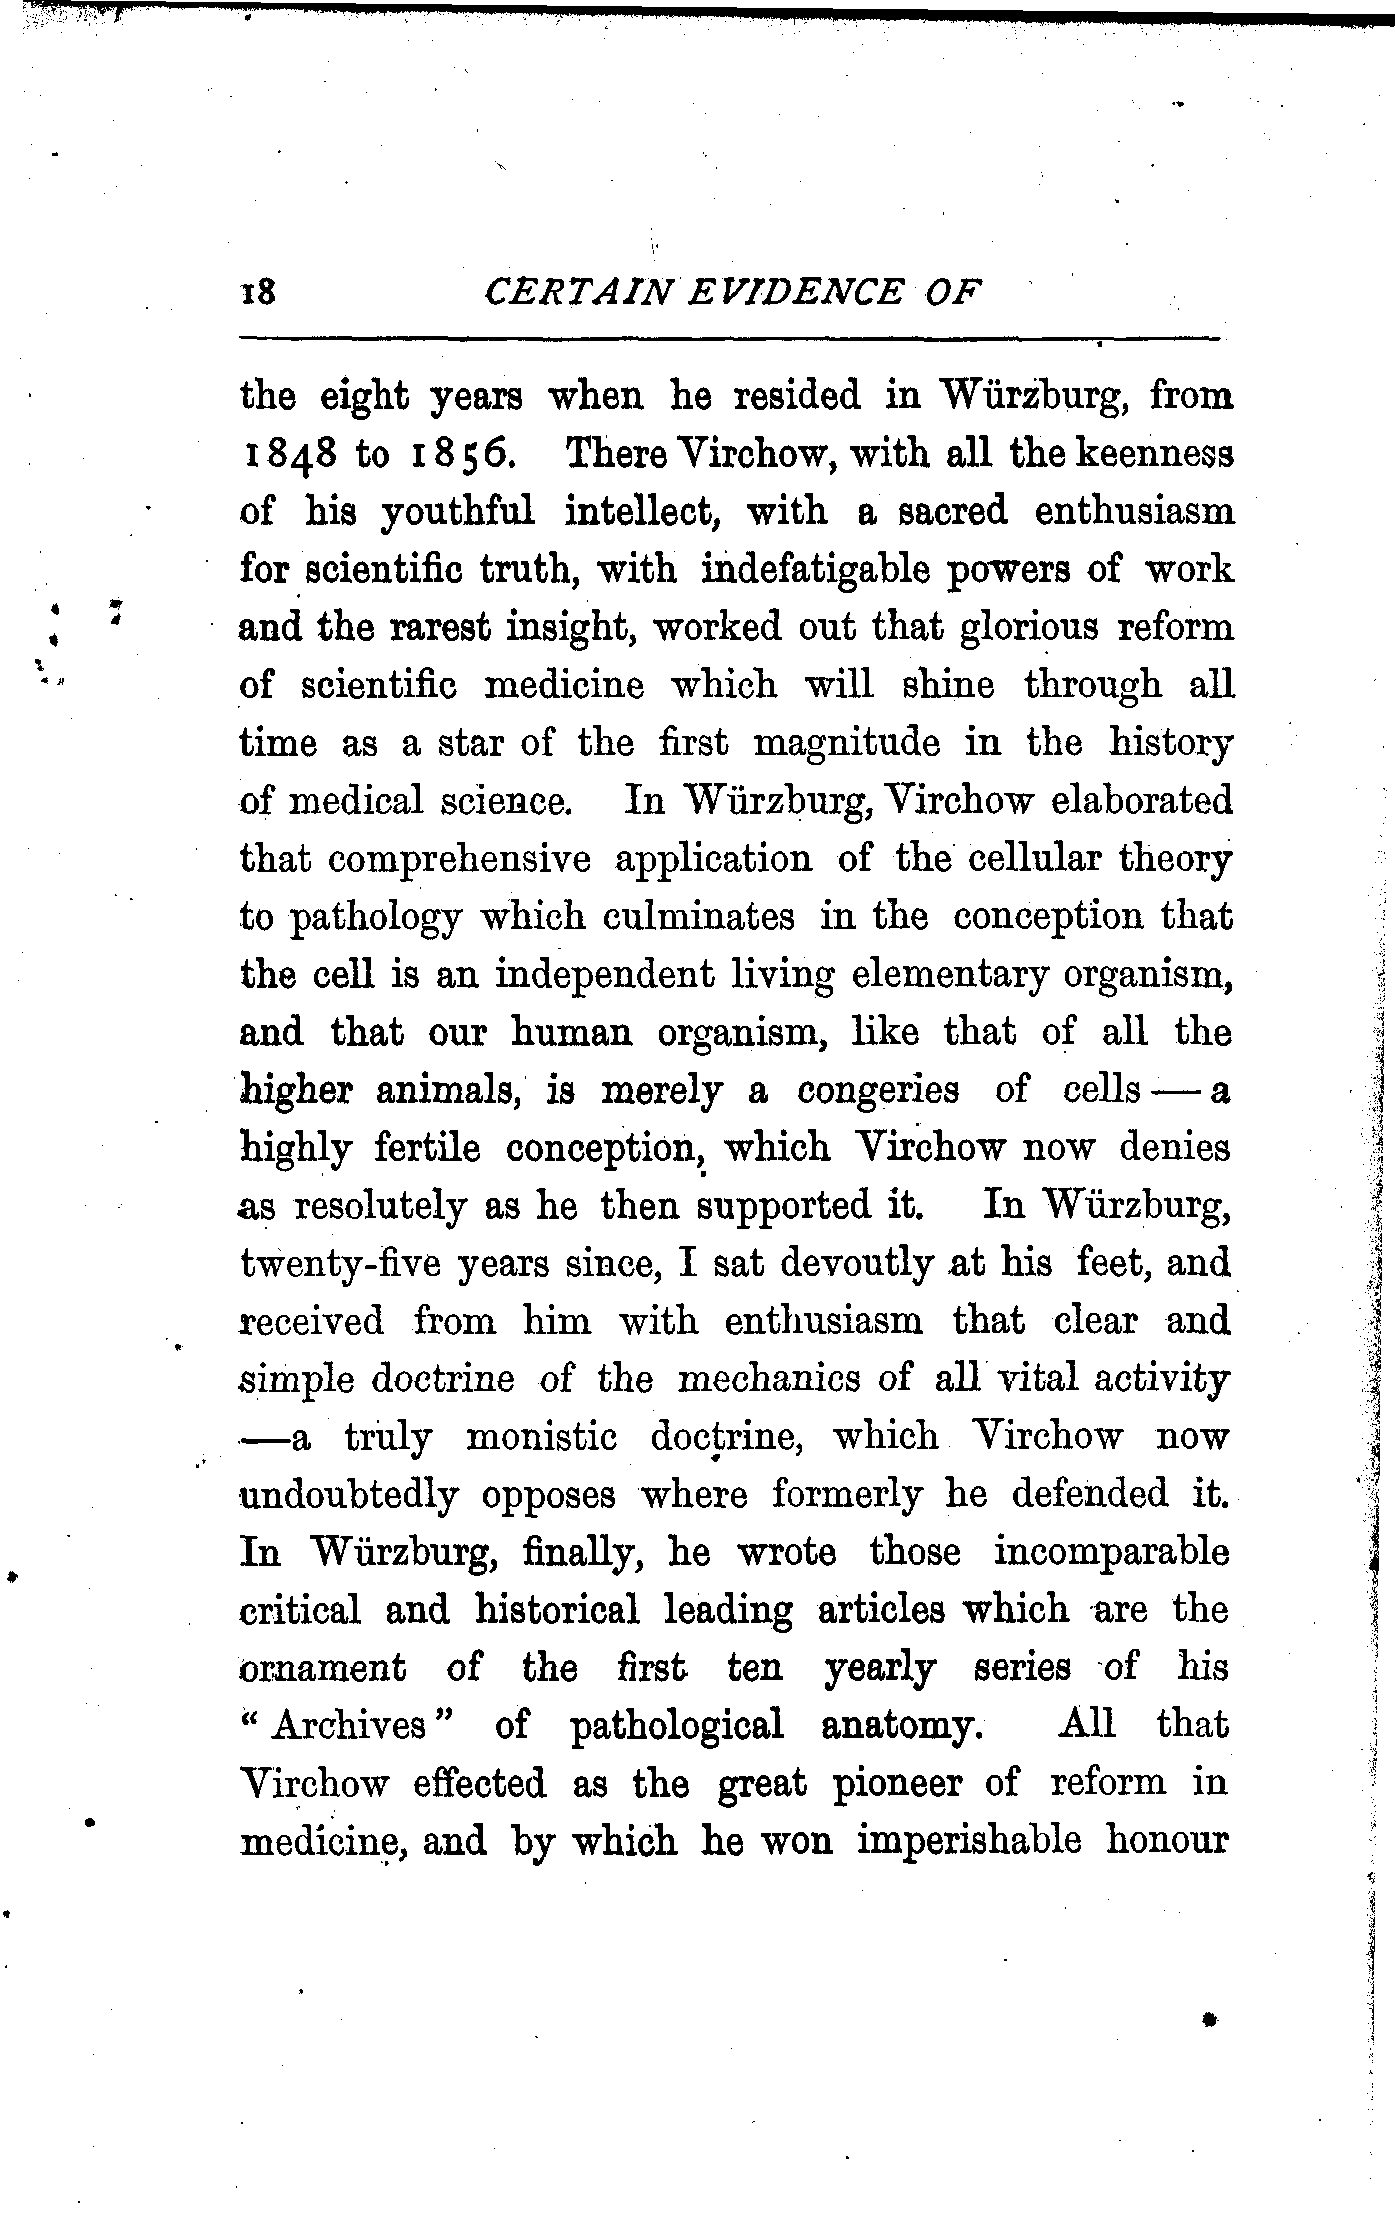 18 CERTAIN EVIDENCE OF
the eight years when he resided in Würzburg, from
1848 to 1856. There Virchow, with all the keenness
of his youthful intellect, with a sacred enthusiasm
for scientific truth, with indefatigable powers of work
and the rarest insight, worked out that glorious reform
of scientific medicine which will shine through all
time as a star of the first magnitude in the history
of medical science. In Würzburg, Virchow elaborated
that comprehensive application of the cellular theory
to pathology which culminates in the conception that
the cell is an independent living elementary organism,
and that our human organism, like that of all the
higher animals, is merely a congeries of cells — a
highly fertile conception, which Virchow now denies
as resolutely as he then supported it. In Würzburg,
twenty-five years since, I sat devoutly at his feet, and
received from him with enthusiasm that clear and
simple doctrine of the mechanics of all vital activity
—a truly monistic doctrine, which Virchow now
undoubtedly opposes where formerly he defended it.
In Würzburg, finally, he wrote those incomparable
critical and historical leading articles which are the
ornament of the first ten yearly series of his
“Archives” of pathological anatomy. All that
Virchow effected as the great pioneer of reform in
medicine, and by which he won imperishable honour